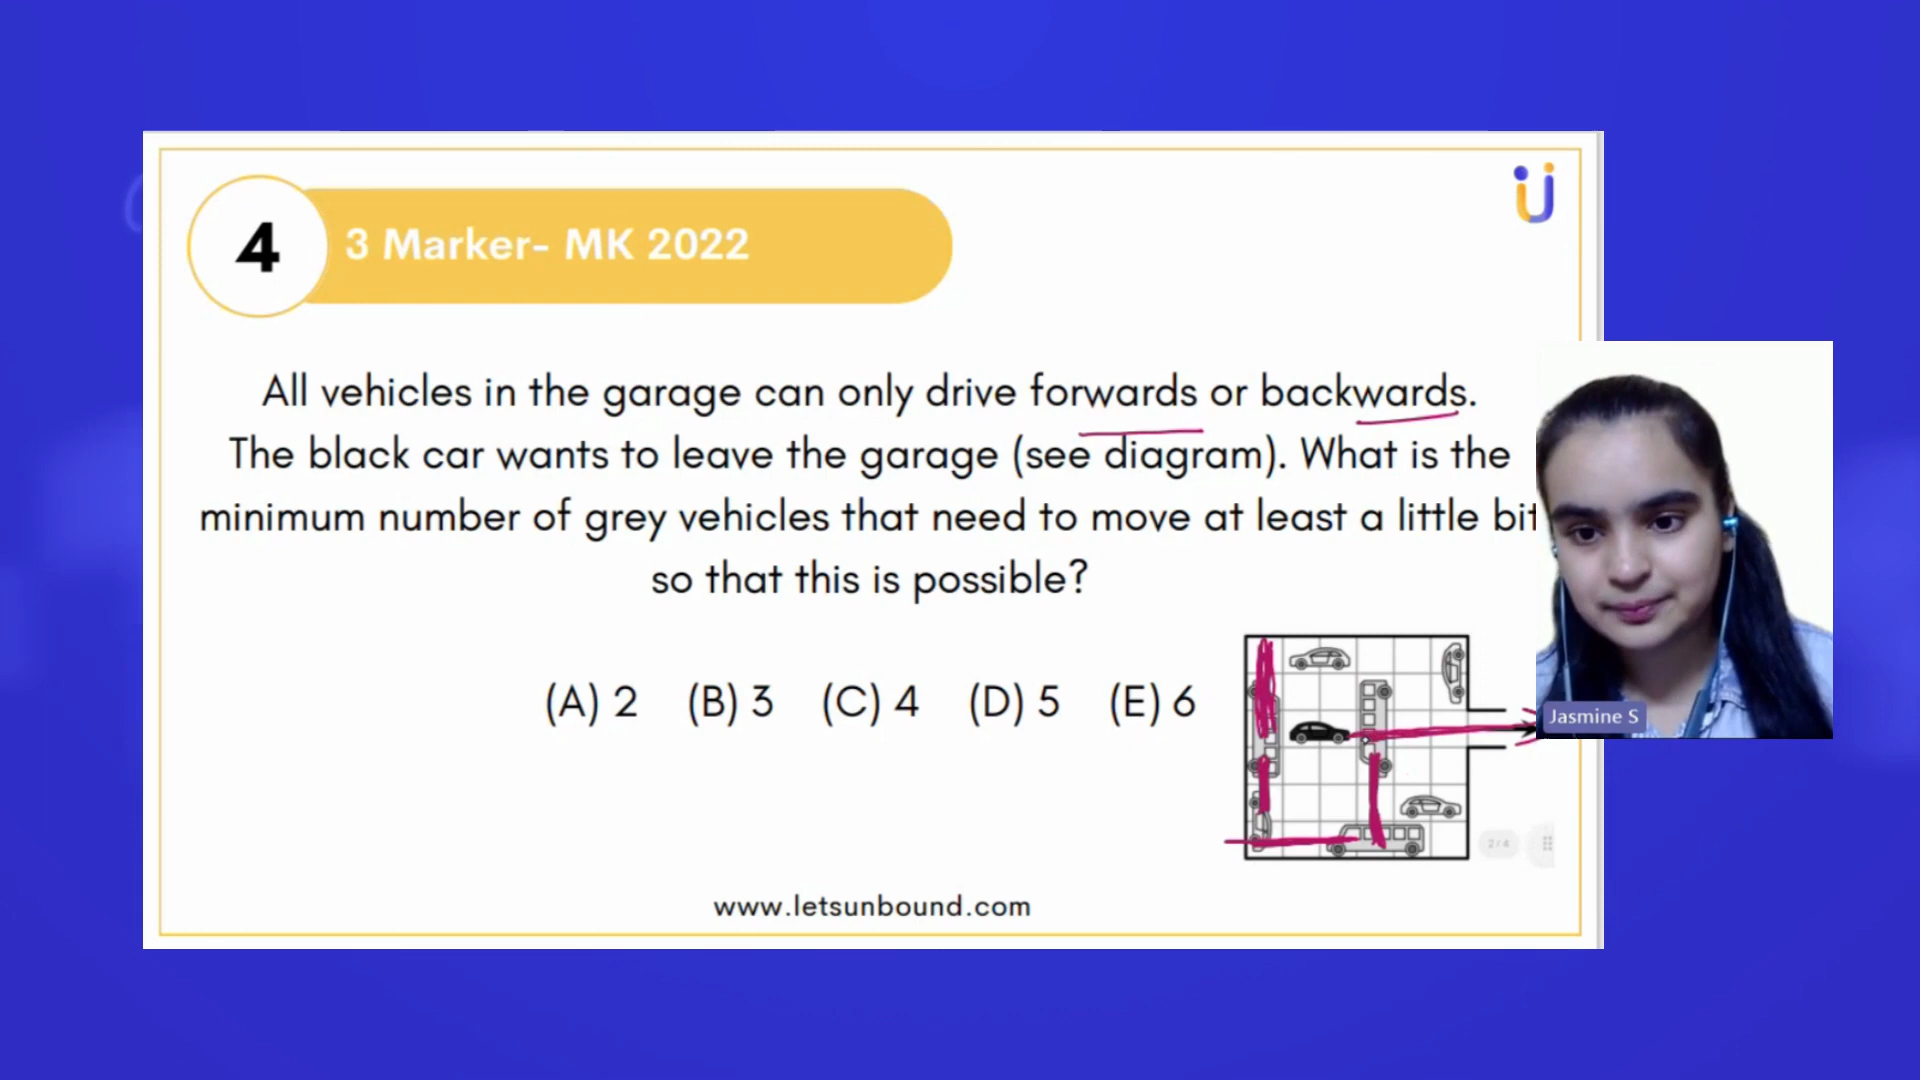 4
3 Marker- MK 2022
All vehicles in the garage can only drive forwards or backwards.
The black car wants to leave the garage (see diagram). What is the
minimum number of grey vehicles that need to move at least a little bit
so that this is possible?
(A) 2 (B) 3 (C) 4 (D) 5 (E) 6
Jasmine S
2/4
www.letsunbound.com